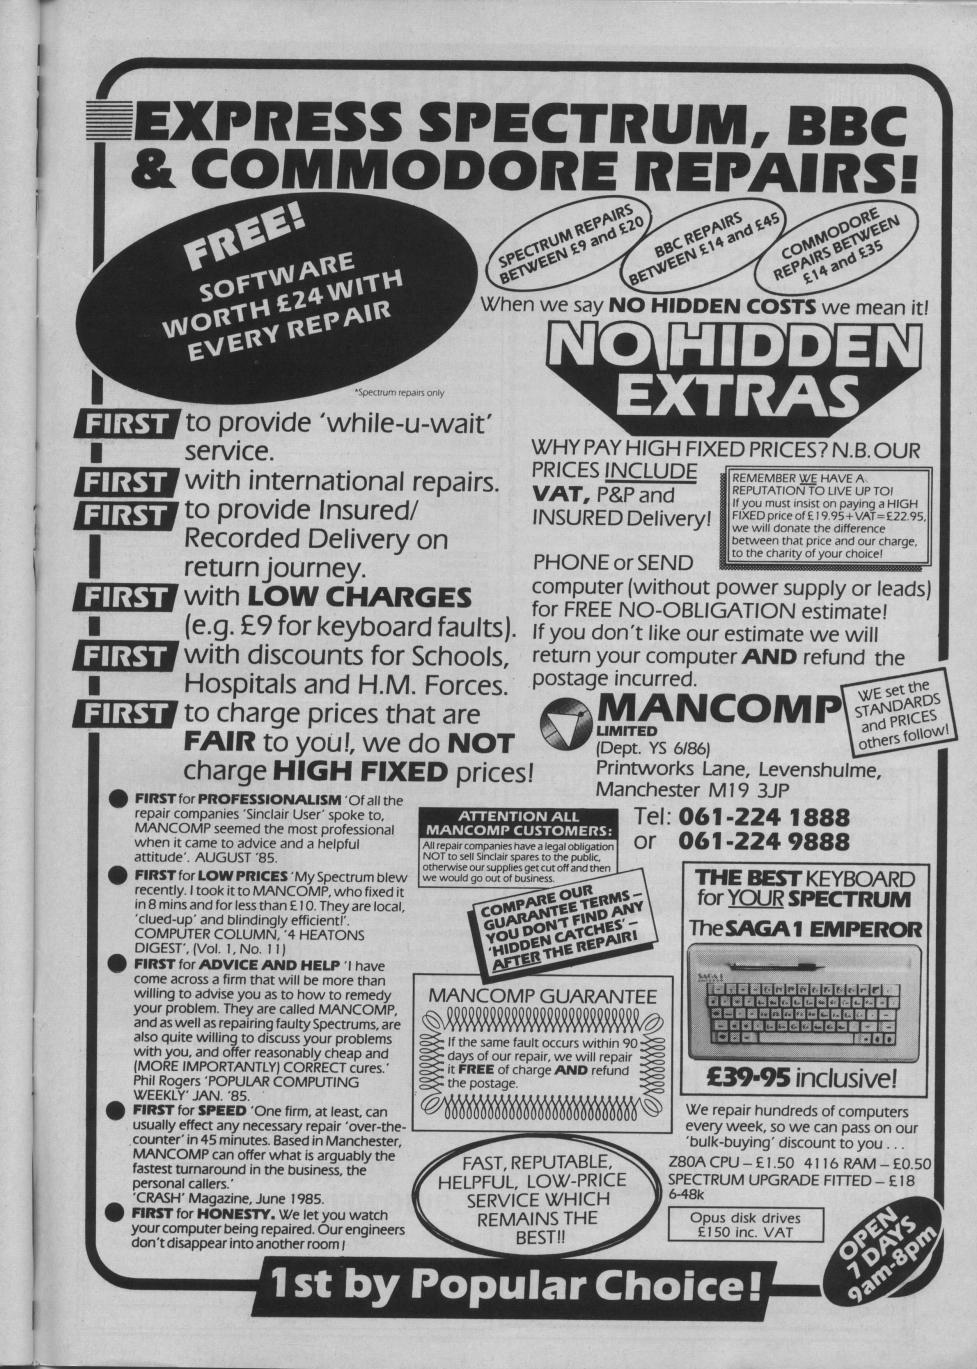 EXPRESS SPECTRUM, BBC
& COMMODORE REPAIRS!
FREE!
SOFTWARE
WORTH £24 WITH
EVERY REPAIR
*Spectrum repairs only
SPECTRUM REPAIRS
BETWEEN £9 and £20
BBC REPAIRS
BETWEEN £14 and £45
COMMODORE
REPAIRS BETWEEN
£14 and £35
When we say NO HIDDEN COSTS we mean it!
NO HIDDEN
EXTRAS
FIRST to provide ‘while-u-wait’
service.
FIRST with international repairs.
FIRST to provide Insured/
Recorded Delivery on
return journey.
FIRST with LOW CHARGES
(e.g. £9 for keyboard faults).
FIRST with discounts for Schools,
Hospitals and H.M. Forces.
FIRST to charge prices that are
FAIR to you!, we do NOT
charge HIGH FIXED prices!
WHY PAY HIGH FIXED PRICES? N.B. OUR
PRICES INCLUDE
VAT, P&P and
INSURED Delivery!
REMEMBER WE HAVE A
REPUTATION TO LIVE UP TO!
If you must insist on paying a HIGH
FIXED price of £19.95+VAT=£22.95,
we will donate the difference
between that price and our charge,
to the charity of your choice!
PHONE or SEND
computer (without power supply or leads)
for FREE NO-OBLIGATION estimate!
If you don't like our estimate we will
return your computer AND refund the
postage incurred.
MANCOMP
LIMITED
(Dept. YS 6/86)
Printworks Lane, Levenshulme,
Manchester M19 3JP
WE set the
STANDARDS
and PRICES
others follow!
Tel: 061-224 1888
or 061-224 9888
FIRST for PROFESSIONALISM ‘Of all the
repair companies ‘Sinclair User’ spoke to,
MANCOMP seemed the most professional
when it came to advice and a helpful
attitude’. AUGUST ‘85.
FIRST for LOW PRICES ‘My Spectrum blew
recently. I took it to MANCOMP, who fixed it
in 8 mins and for less than £10. They are local,
‘clued-up’ and blindingly efficient!’.
COMPUTER COLUMN, ‘4 HEATONS
DIGEST’, (Vol. 1, No. 11)
FIRST for ADVICE AND HELP ‘I have
come across a firm that will be more than
willing to advise you as to how to remedy
your problem. They are called MANCOMP,
and as well as repairing faulty Spectrums, are
also quite willing to discuss your problems
with you, and offer reasonably cheap and
(MORE IMPORTANTLY) CORRECT cures.’
Phil Rogers ‘POPULAR COMPUTING
WEEKLY’ JAN. ‘85.
FIRST for SPEED ‘One firm, at least, can
usually effect any necessary repair ‘over-the-
counter’ in 45 minutes. Based in Manchester,
MANCOMP can offer what is arguably the
fastest turnaround in the business, the
personal callers.’
‘CRASH’ Magazine, June 1985.
FIRST for HONESTY. We let you watch
your computer being repaired. Our engineers
don't disappear into another room!
ATTENTION ALL
MANCOMP CUSTOMERS:
All repair companies have a legal obligation
NOT to sell Sinclair spares to the public,
otherwise our supplies get cut off and then
we would go out of business.
COMPARE OUR
GUARANTEE TERMS –
YOU DON'T FIND ANY
‘HIDDEN CATCHES’ –
AFTER THE REPAIR!
MANCOMP GUARANTEE
If the same fault occurs within 90
days of our repair, we will repair
it FREE of charge AND refund
the postage.
FAST, REPUTABLE,
HELPFUL, LOW-PRICE
SERVICE WHICH
REMAINS THE
BEST!!
THE BEST KEYBOARD
for YOUR SPECTRUM
The SAGA 1 EMPEROR
SAGA 1
£39·95 inclusive!
We repair hundreds of computers
every week, so we can pass on our
‘bulk-buying’ discount to you . . .
Z80A CPU – £1.50 4116 RAM – £0.50
SPECTRUM UPGRADE FITTED – £18
6-48k
Opus disk drives
£150 inc. VAT
OPEN
7 DAYS
9am-8pm
1st by Popular Choice!